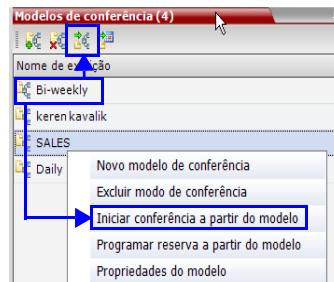 Modelos de conferência (4)
Nome de exibição
Bi-weekly
keren kavalik
SALES
Daily
Novo modelo de conferência
Excluir modo de conferência
Iniciar conferência a partir do modelo
Programar reserva a partir do modelo
Propriedades do modelo